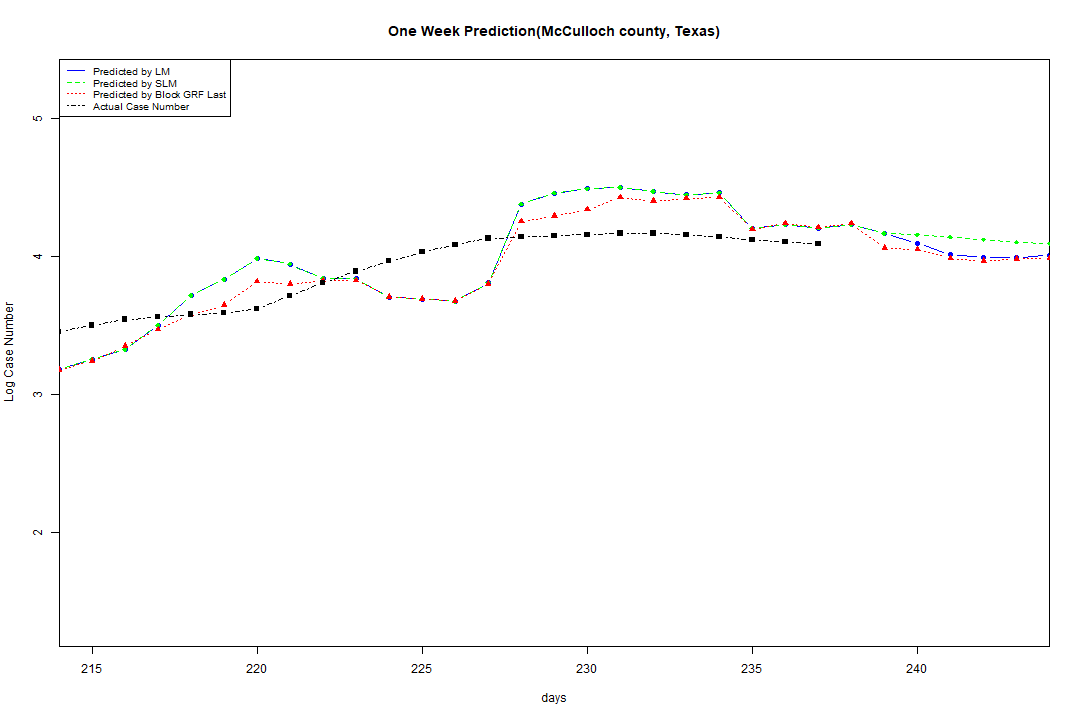 One Week Prediction(McCulloch county, Texas)
Predicted by LM
Predicted by SLM
Predicted by Block GRF Last
Actual Case Number
5
4
3
2
Log Case Number
215 220 225 230 235 240
days